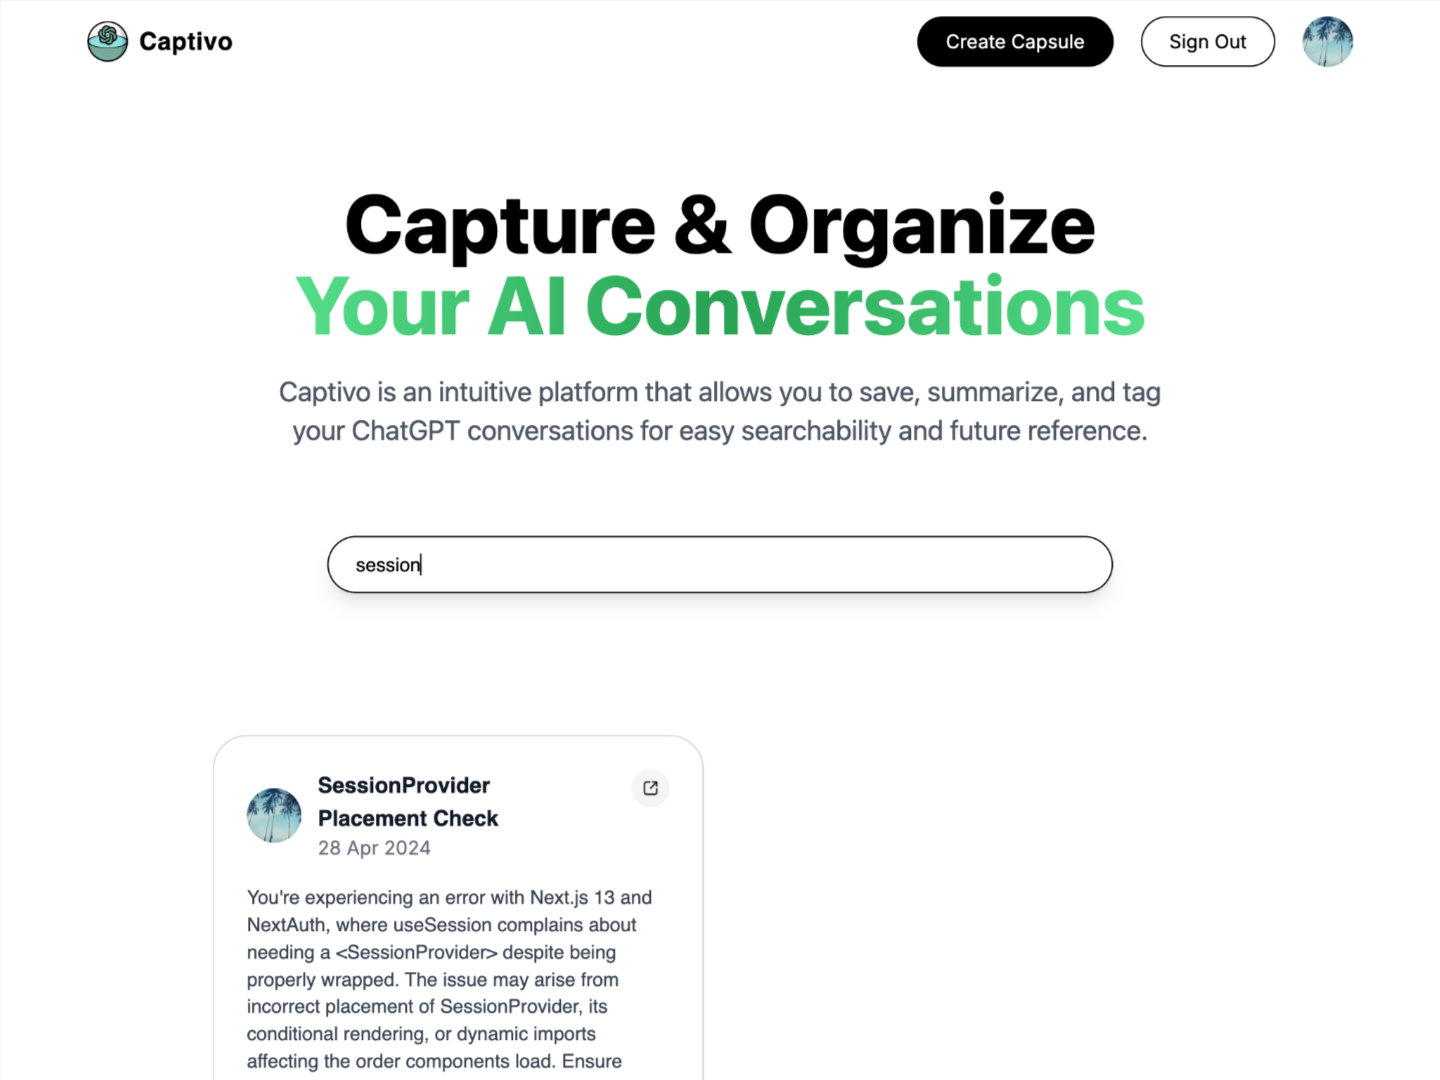 Captivo
Create Capsule
Sign Out
Capture & Organize
Your AI Conversations
Captivo is an intuitive platform that allows you to save, summarize, and tag
your ChatGPT conversations for easy searchability and future reference.
session
SessionProvider
Placement Check
28 Apr 2024
You're experiencing an error with Next.js 13 and
NextAuth, where useSession complains about
needing a <SessionProvider> despite being
properly wrapped. The issue may arise from
incorrect placement of SessionProvider, its
conditional rendering, or dynamic imports
affecting the order components load. Ensure